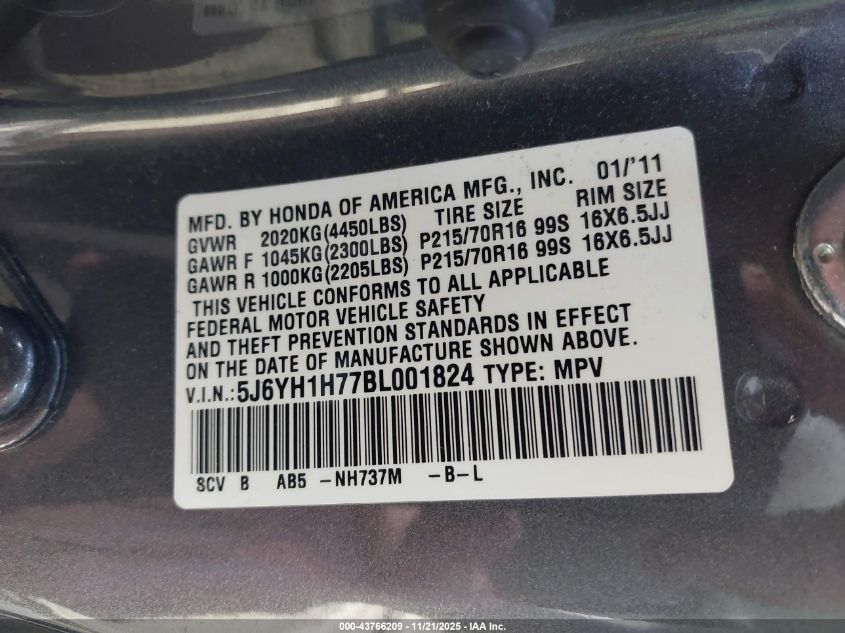 MFD. BY HONDA OF AMERICA MFG., INC. 01/'11
GVWR 2020KG(4450LBS) TIRE SIZE RIM SIZE
GAWR F 1045KG(2300LBS) P215/70R16 99S 16X6.5JJ
GAWR R 1000KG(2205LBS) P215/70R16 99S 16X6.5JJ
THIS VEHICLE CONFORMS TO ALL APPLICABLE
FEDERAL MOTOR VEHICLE SAFETY
AND THEFT PREVENTION STANDARDS IN EFFECT
ON THE DATE OF MANUFACTURE SHOWN ABOVE.
V.I.N.:5J6YH1H77BL001824 TYPE: MPV
SCV B AB5 -NH737M -B-L
000-43766209 - 11/21/2025 - © IAA Inc.